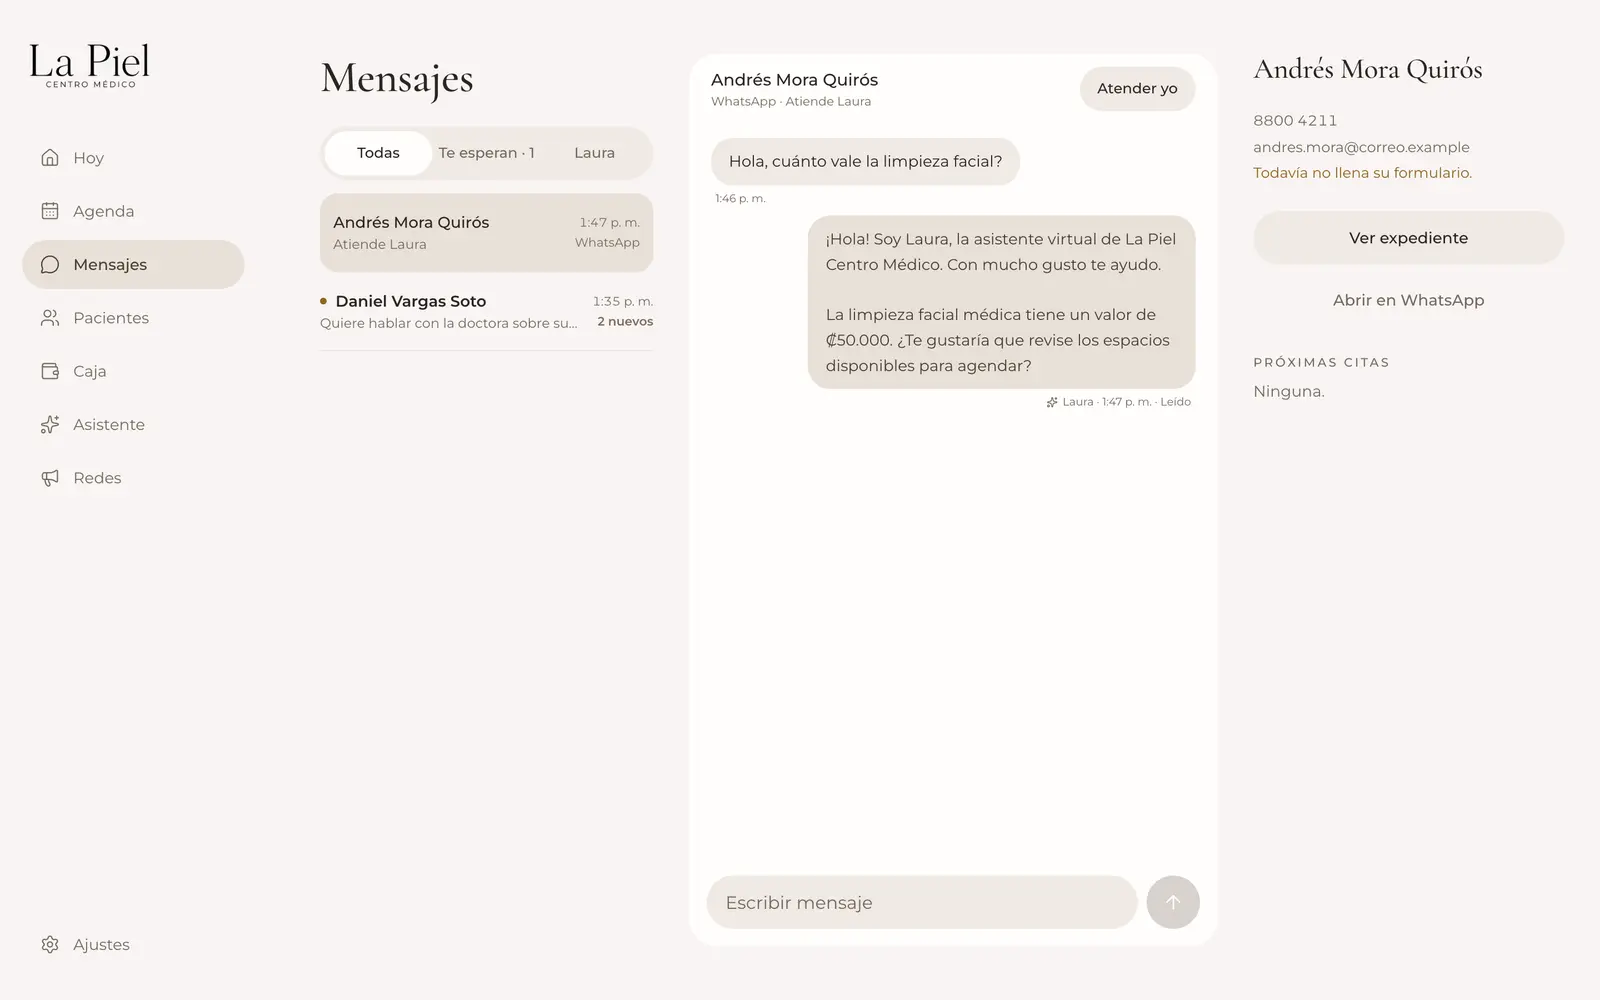 La Piel
CENTRO MÉDICO
Hoy
Agenda
Mensajes
Pacientes
Caja
Asistente
Redes
Ajustes
Mensajes
Todas
Te esperan · 1
Laura
Andrés Mora Quirós
1:47 p. m.
Atiende Laura
WhatsApp
Daniel Vargas Soto
1:35 p. m.
Quiere hablar con la doctora sobre su...
2 nuevos
Andrés Mora Quirós
WhatsApp · Atiende Laura
Atender yo
Hola, cuánto vale la limpieza facial?
1:46 p. m.
¡Hola! Soy Laura, la asistente virtual de La Piel
Centro Médico. Con mucho gusto te ayudo.
La limpieza facial médica tiene un valor de
₡50.000. ¿Te gustaría que revise los espacios
disponibles para agendar?
Laura · 1:47 p. m. · Leído
Escribir mensaje
Andrés Mora Quirós
8800 4211
andres.mora@correo.example
Todavía no llena su formulario.
Ver expediente
Abrir en WhatsApp
PRÓXIMAS CITAS
Ninguna.